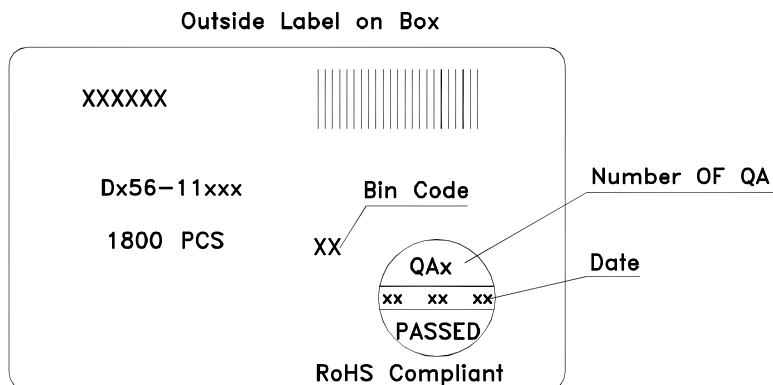 Outside Label on Box
XXXXXX
Dx56-11xxx
Bin Code
Number OF QA
1800 PCS
XX
QAx
Date
xx xx xx
PASSED
RoHS Compliant